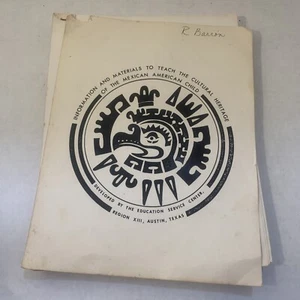 R Barron
INFORMATION AND MATERIALS TO TEACH THE CULTURAL HERITAGE
OF THE MEXICAN AMERICAN CHILD
DEVELOPED BY THE EDUCATION SERVICE CENTER,
REGION XIII, AUSTIN, TEXAS